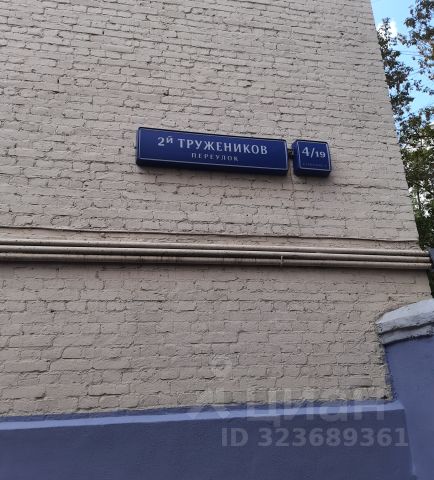 2й ТРУЖЕНИКОВ
ПЕРЕУЛОК
4/19
ЦИАН
ID 323689361